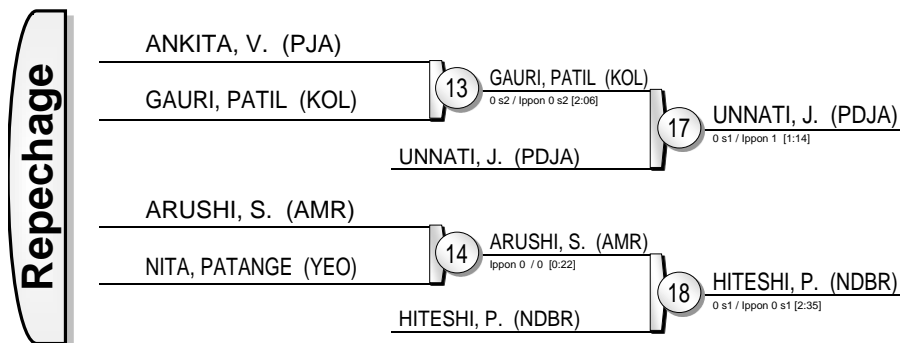 Repechage
ANKITA, V. (PJA)
GAURI, PATIL (KOL)
13
GAURI, PATIL (KOL)
0 s2 / Ippon 0 s2 [2:06]
UNNATI, J. (PDJA)
17
UNNATI, J. (PDJA)
0 s1 / Ippon 1 [1:14]
ARUSHI, S. (AMR)
NITA, PATANGE (YEO)
14
ARUSHI, S. (AMR)
Ippon 0 / 0 [0:22]
HITESHI, P. (NDBR)
18
HITESHI, P. (NDBR)
0 s1 / Ippon 0 s1 [2:35]